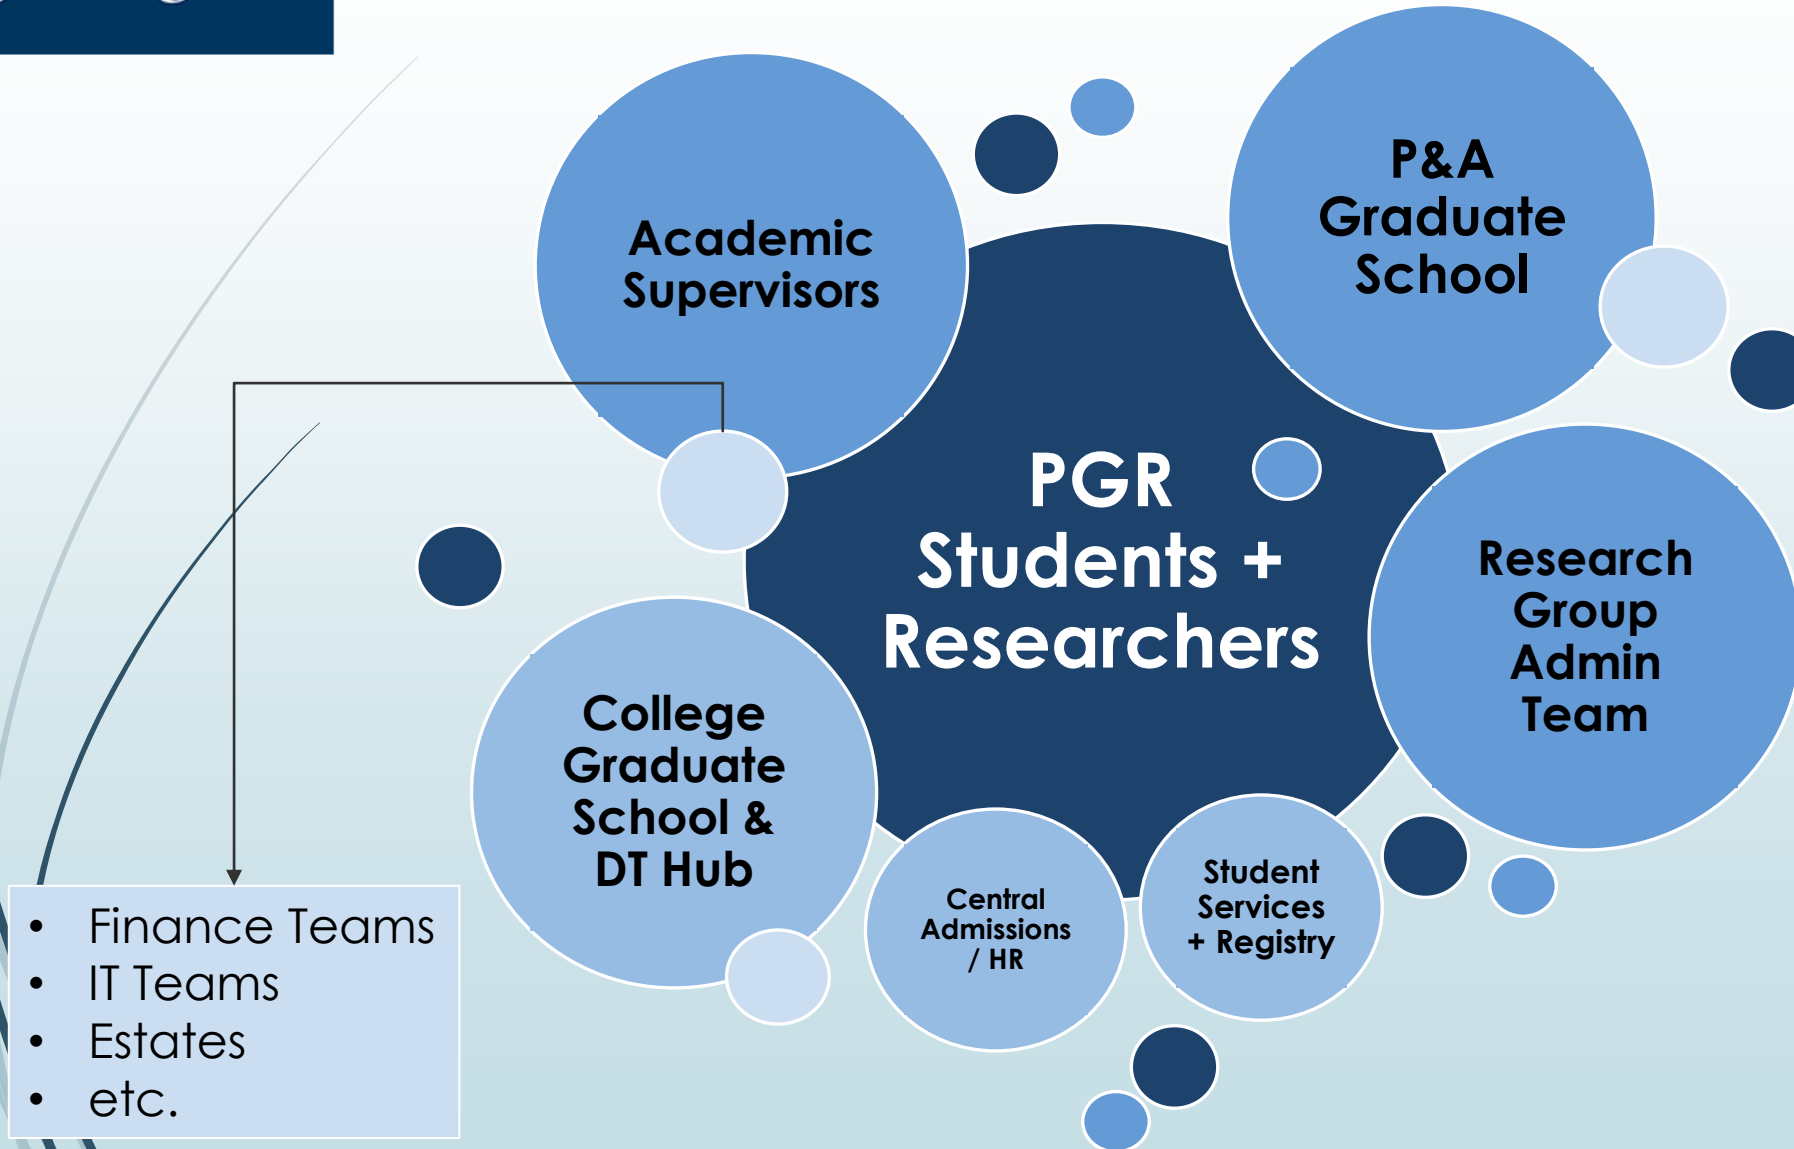 Academic
Supervisors
P&A
Graduate
School
PGR
Students +
Researchers
Research
Group
Admin
Team
College
Graduate
School &
DT Hub
Central
Admissions
/ HR
Student
Services
+ Registry
• Finance Teams
• IT Teams
• Estates
• etc.